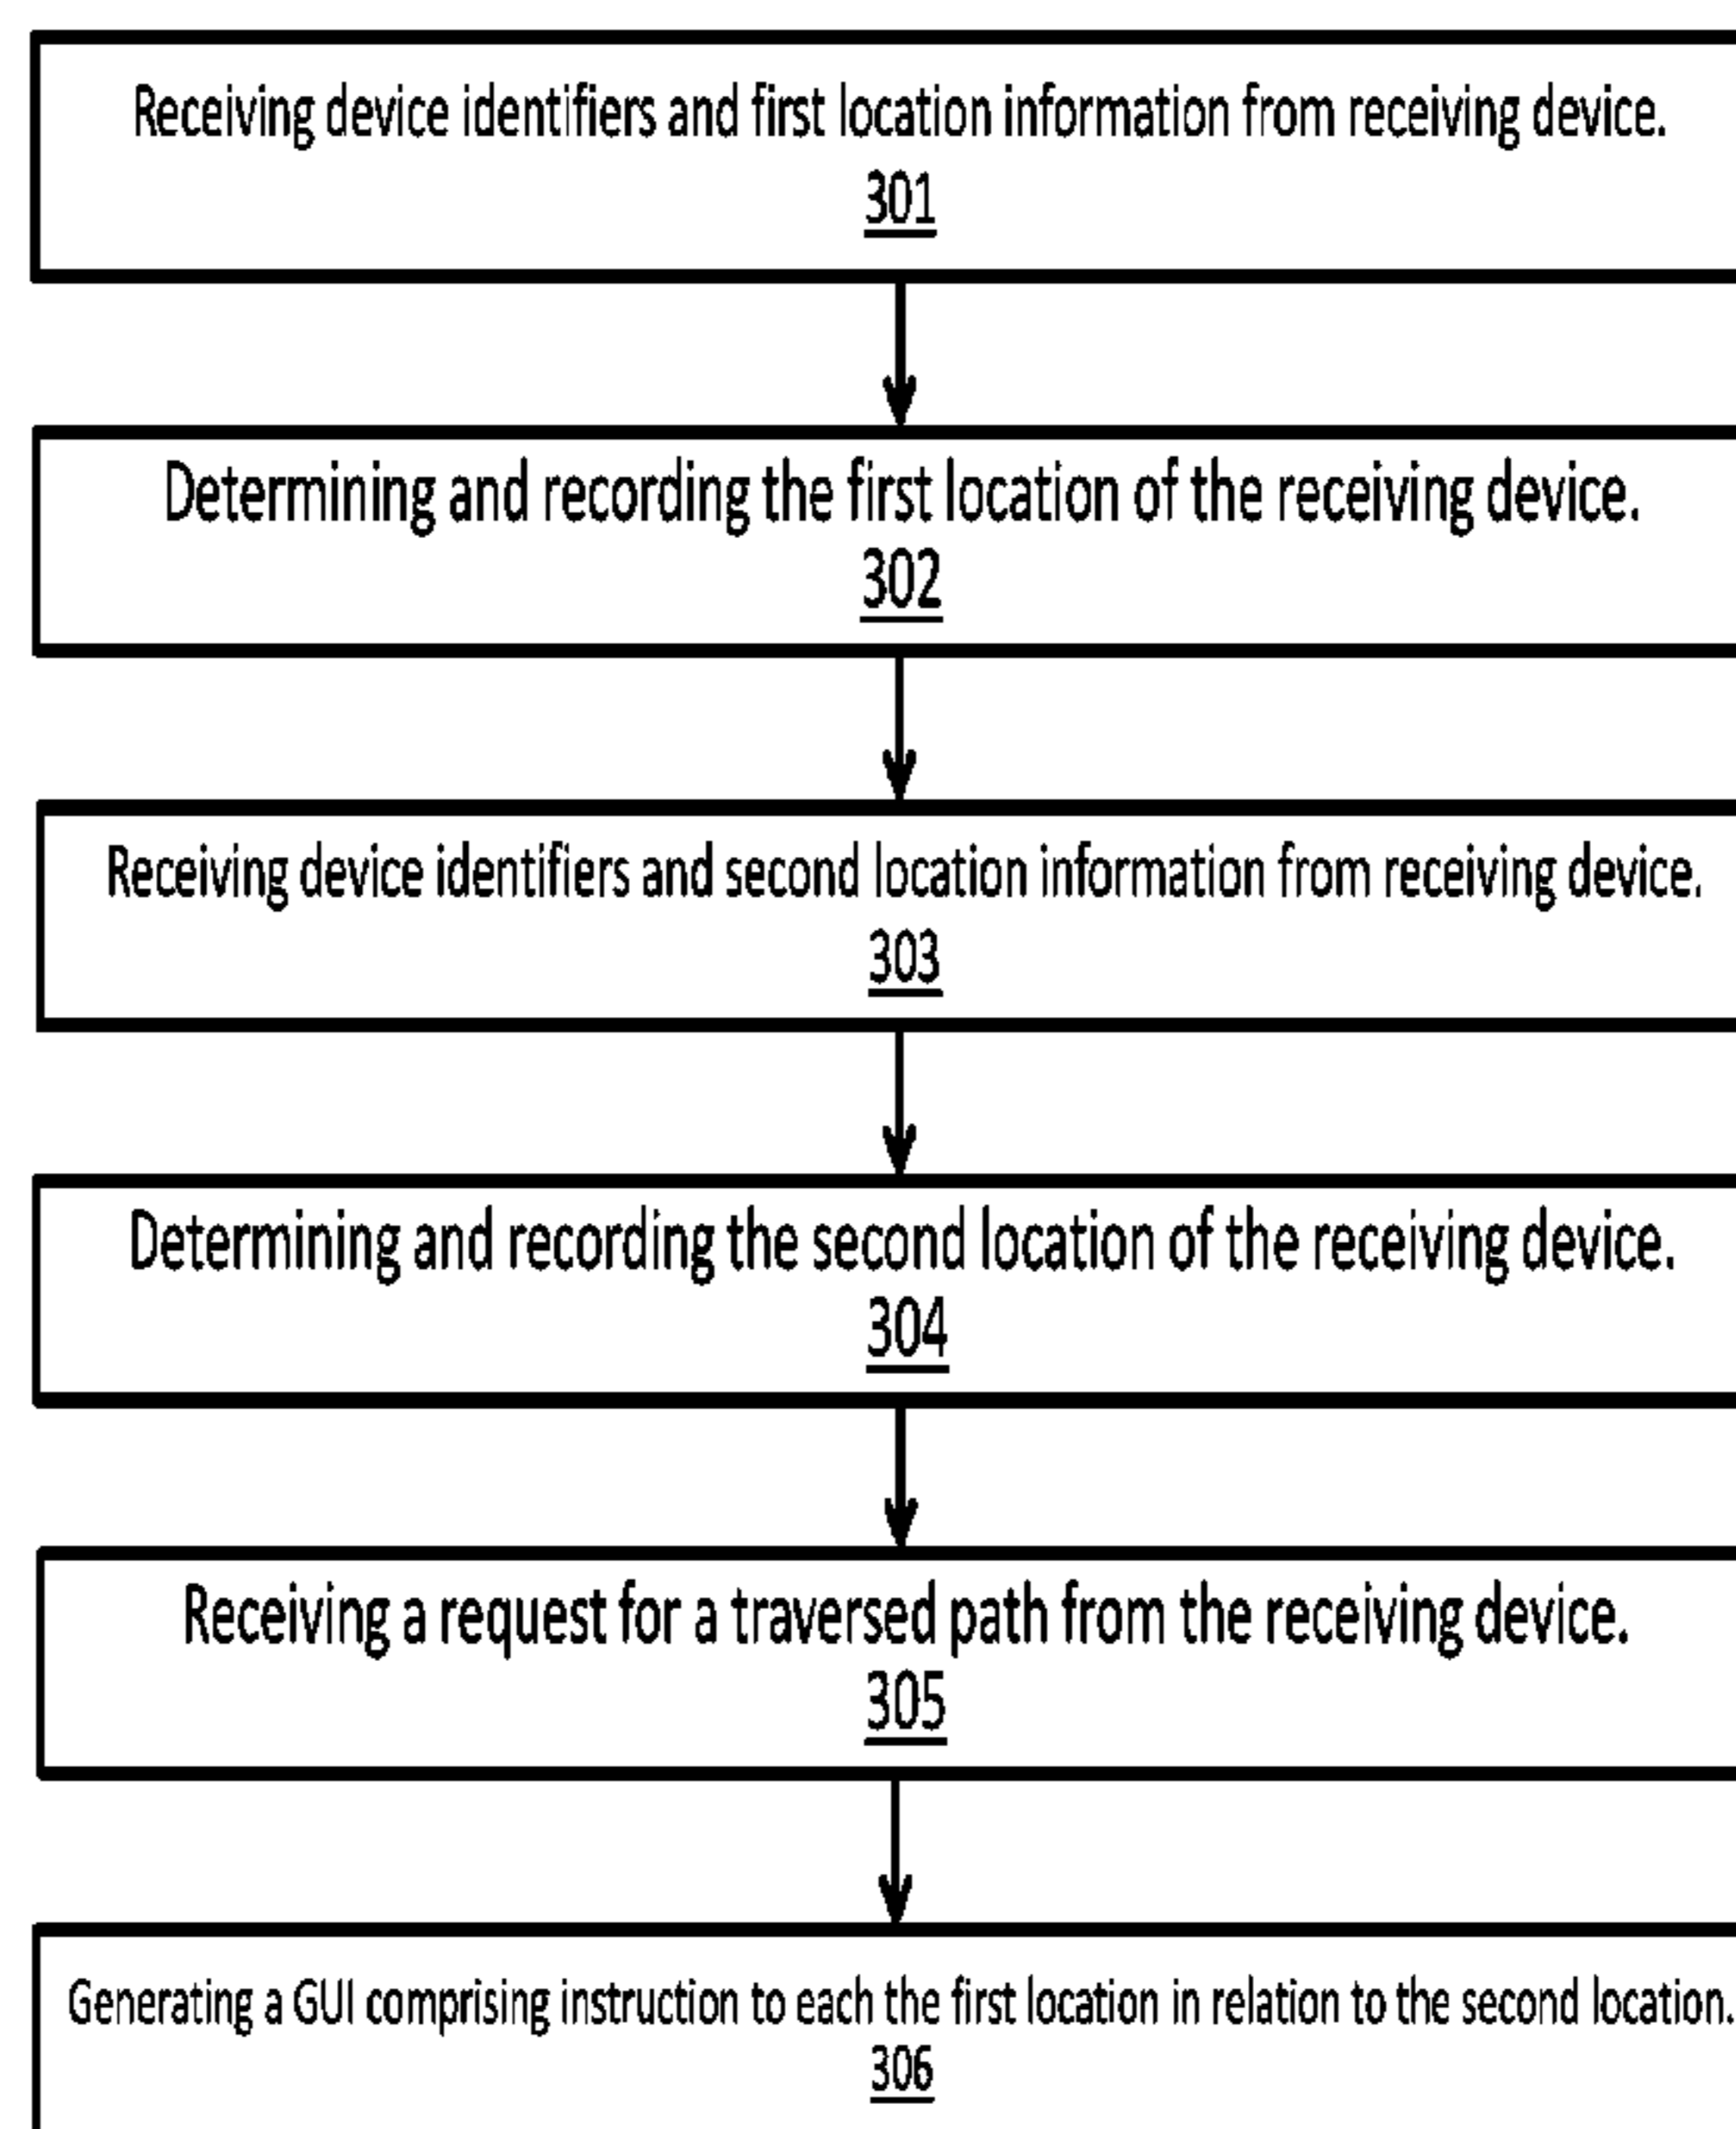 Receiving device identifiers and first location information from receiving device.
301
Determining and recording the first location of the receiving device.
302
Receiving device identifiers and second location information from receiving device.
303
Determining and recording the second location of the receiving device.
304
Receiving a request for a traversed path from the receiving device.
305
Generating a GUI comprising instruction to each the first location in relation to the second location.
306